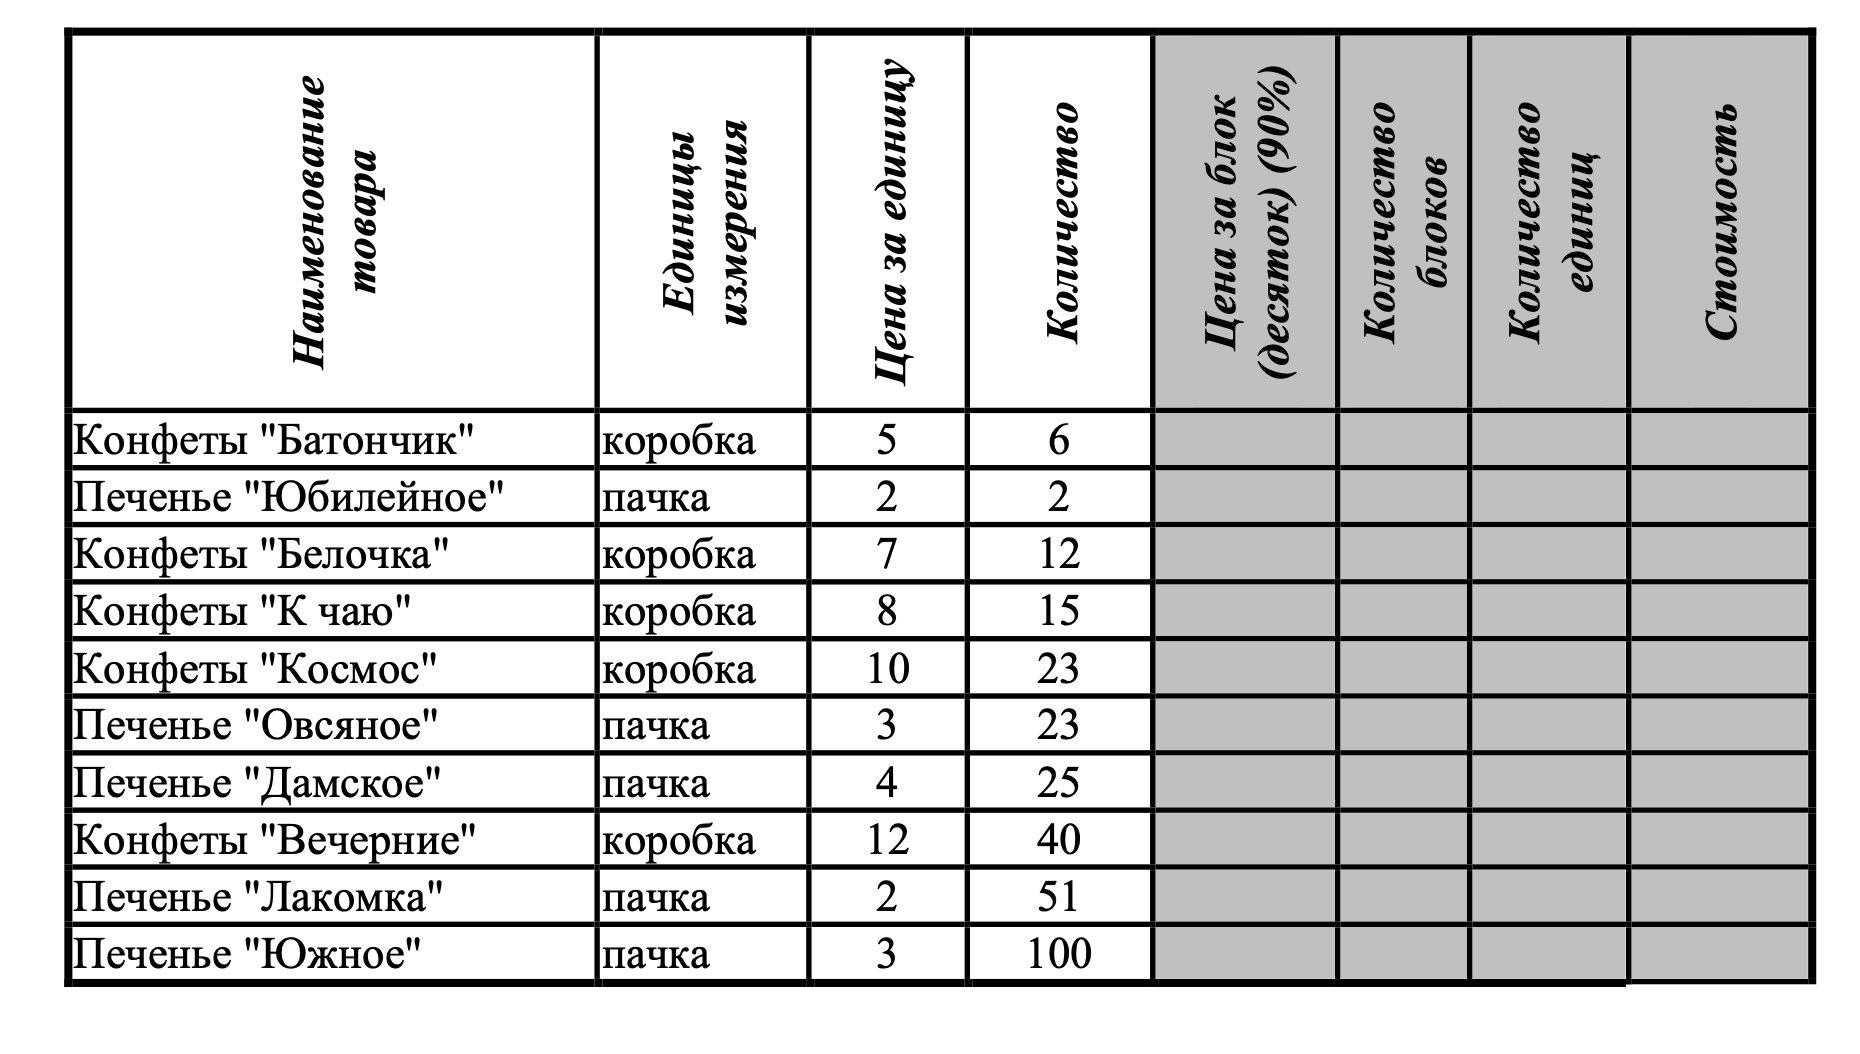 Наименование товара Единицы измерения Цена за единицу Количество Цена за блок (десяток) (90%) Количество блоков Количество единиц Стоимость
Конфеты "Батончик" коробка 5 6
Печенье "Юбилейное" пачка 2 2
Конфеты "Белочка" коробка 7 12
Конфеты "К чаю" коробка 8 15
Конфеты "Космос" коробка 10 23
Печенье "Овсяное" пачка 3 23
Печенье "Дамское" пачка 4 25
Конфеты "Вечерние" коробка 12 40
Печенье "Лакомка" пачка 2 51
Печенье "Южное" пачка 3 100